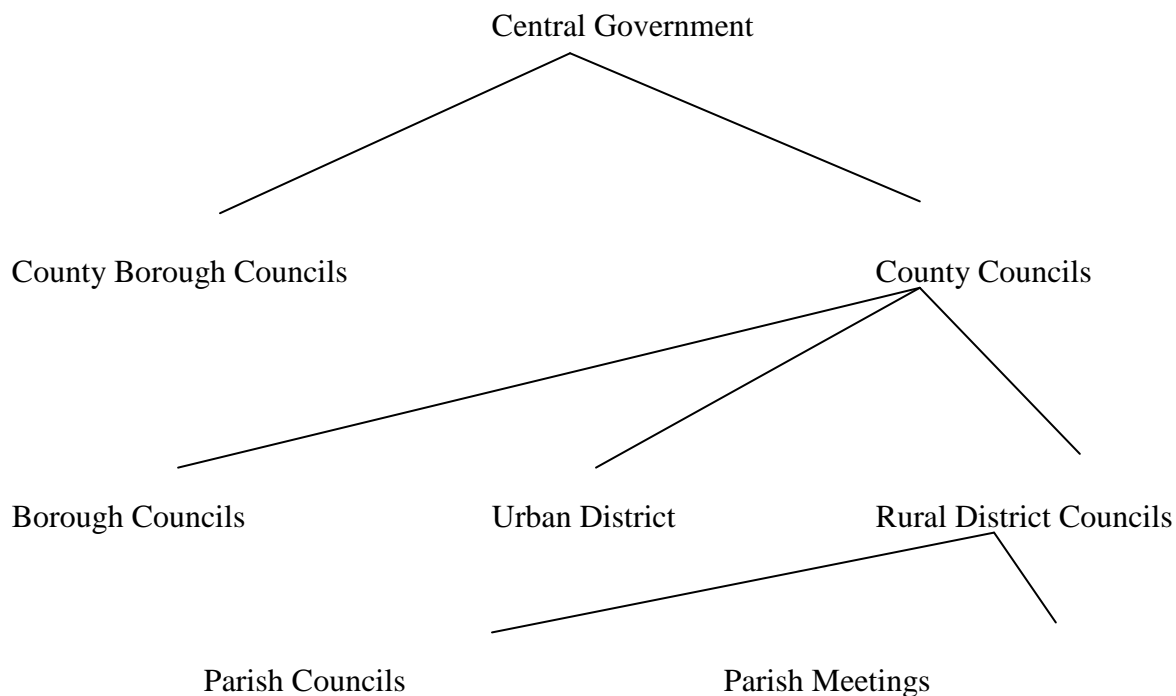 Central Government
County Borough Councils
County Councils
Borough Councils
Urban District
Rural District Councils
Parish Councils
Parish Meetings